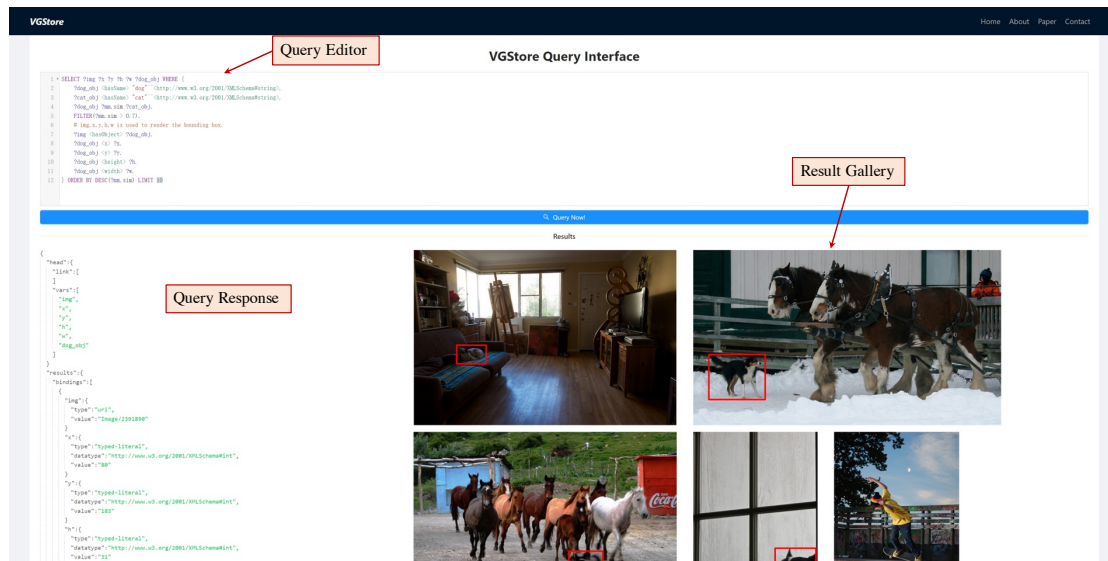 VGStore
Home About Paper Contact
Query Editor
VGStore Query Interface
1 SELECT ?img ?x ?y ?h ?w ?dog_obj WHERE {
2 ?dog_obj <hasName> "dog"^^<http://www.w3.org/2001/XMLSchema#string>.
3 ?cat_obj <hasName> "cat"^^<http://www.w3.org/2001/XMLSchema#string>.
4 ?dog_obj ?mm.sim ?cat_obj.
5 FILTER(?mm.sim > 0.7).
6 # img,x,y,h,w is used to render the bounding box
7 ?img <hasObject> ?dog_obj.
8 ?dog_obj <x> ?x.
9 ?dog_obj <y> ?y.
10 ?dog_obj <height> ?h.
11 ?dog_obj <width> ?w.
12 } ORDER BY DESC(?mm.sim) LIMIT 10
Result Gallery
Query Now!
Results
{
"head":{
"link":[
]
"vars":[
"img",
"x",
"y",
"h",
"w",
"dog_obj"
]
}
"results":{
"bindings":[
{
"img":{
"type":"uri",
"value":"Image/2391890"
}
"x":{
"type":"typed-literal",
"datatype":"http://www.w3.org/2001/XMLSchema#int",
"value":"80"
}
"y":{
"type":"typed-literal",
"datatype":"http://www.w3.org/2001/XMLSchema#int",
"value":"183"
}
"h":{
"type":"typed-literal",
"datatype":"http://www.w3.org/2001/XMLSchema#int",
"value":"31"
Query Response
Coca-Cola